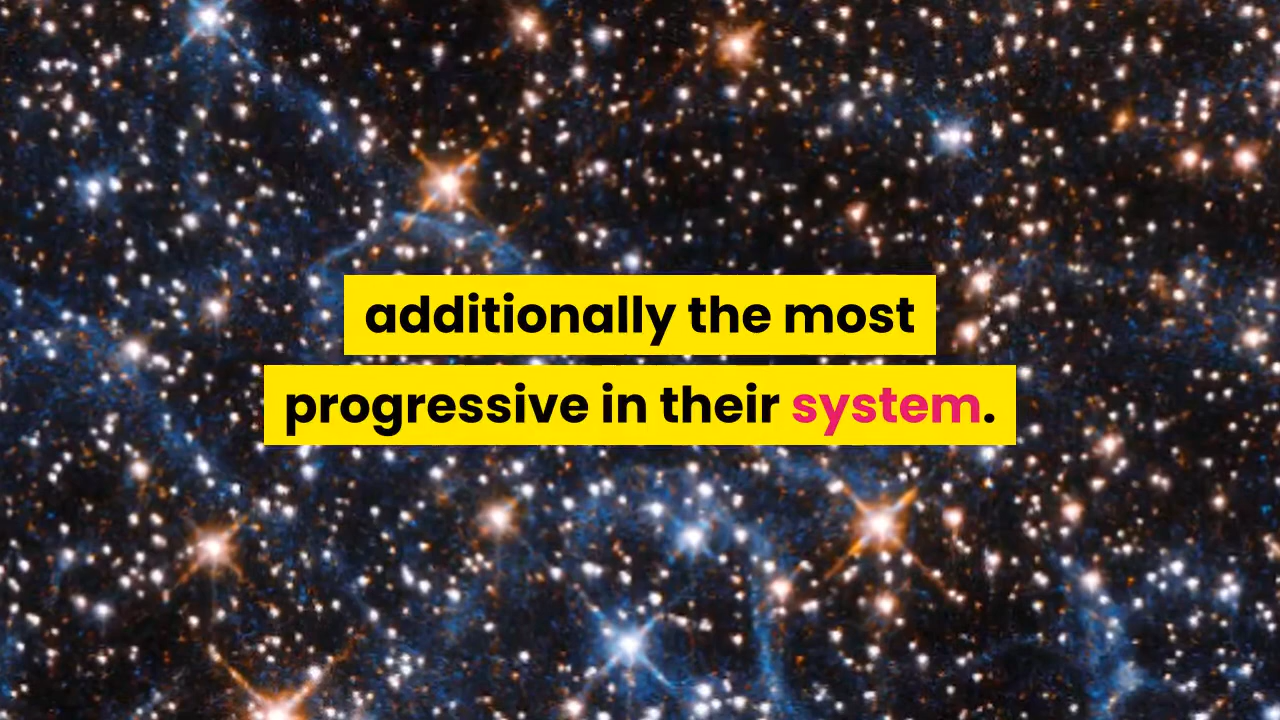 additionally the most
progressive in their system.